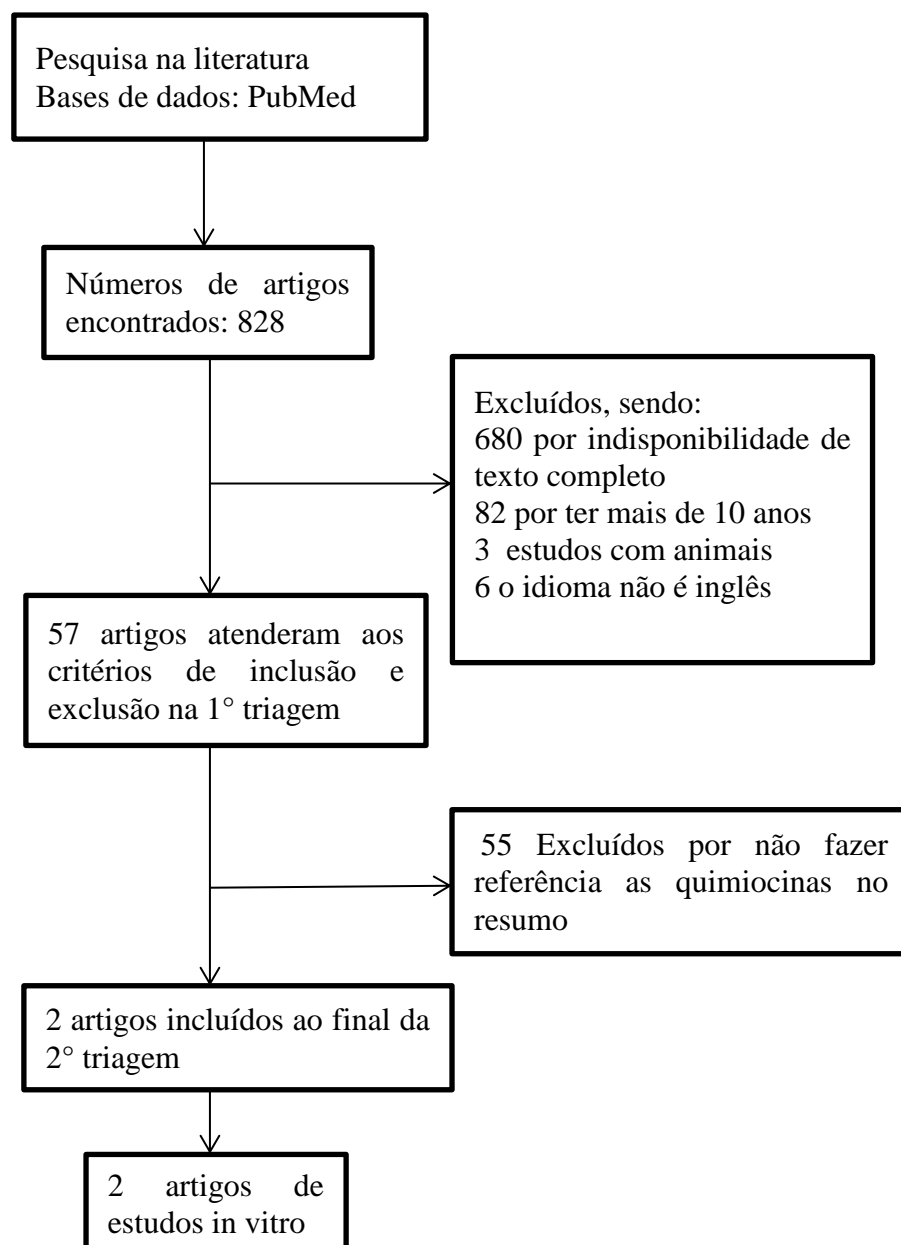 Pesquisa na literatura
Bases de dados: PubMed
Números de artigos
encontrados: 828
Excluídos, sendo:
680 por indisponibilidade de
texto completo
82 por ter mais de 10 anos
3 estudos com animais
6 o idioma não é inglês
57 artigos atenderam aos
critérios de inclusão e
exclusão na 1° triagem
55 Excluídos por não fazer
referência as quimiocinas no
resumo
2 artigos incluídos ao final da
2° triagem
2 artigos de
estudos in vitro